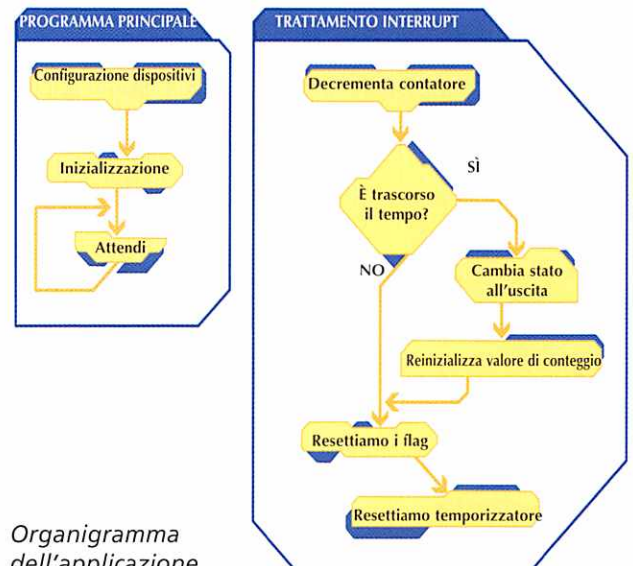 PROGRAMMA PRINCIPALE
Configurazione dispositivi
Inizializzazione
Attendi
TRATTAMENTO INTERRUPT
Decrementa contatore
È trascorso
il tempo?
SÌ
NO
Cambia stato
all'uscita
Reinizializza valore di conteggio
Resettiamo i flag
Resettiamo temporizzatore
Organigramma
dell'applicazione